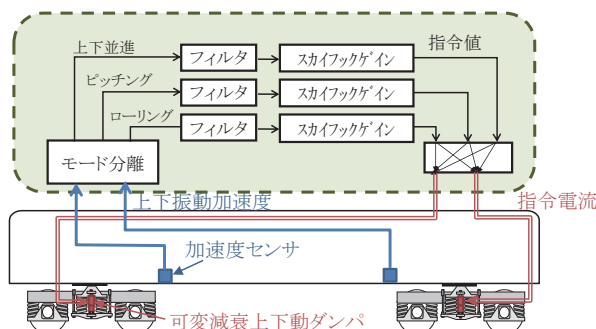 上下並進
フィルタ
スカイフックゲイン
指令値
ピッチング
フィルタ
スカイフックゲイン
ローリング
フィルタ
スカイフックゲイン
モード分離
上下振動加速度
指令電流
加速度センサ
可変減衰上下動ダンパ